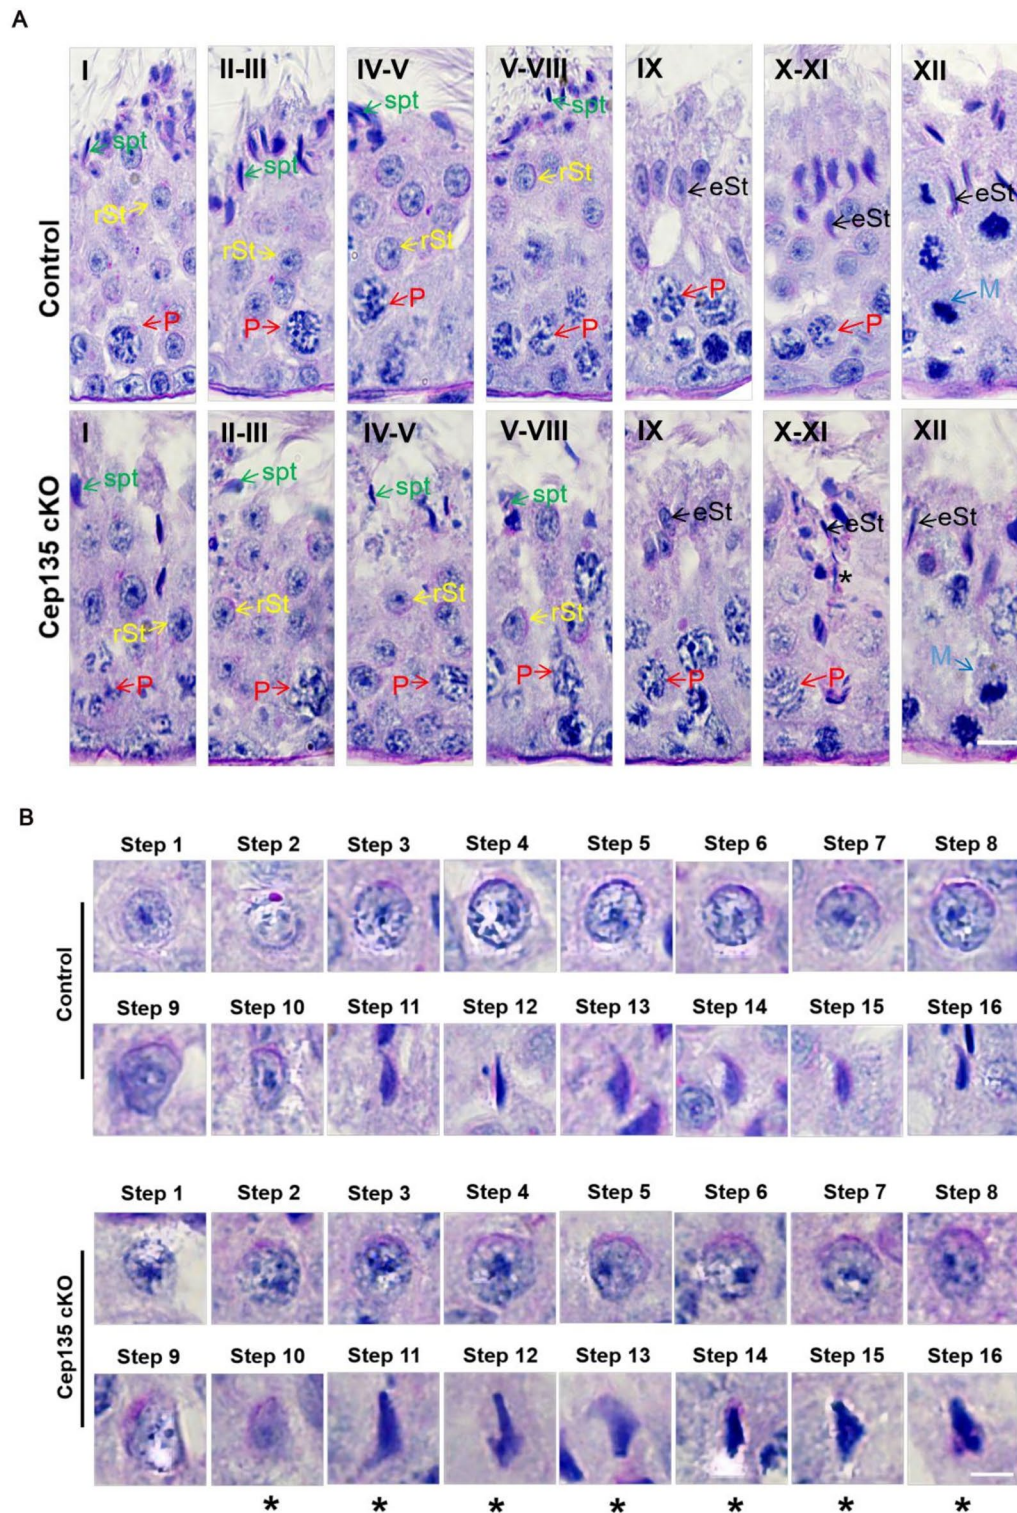 A
I II-III IV-V V-VIII IX X-XI XII
spt spt spt spt eSt eSt eSt
rSt rSt rSt rSt M
P P P P P P
Control
I II-III IV-V V-VIII IX X-XI XII
spt spt spt spt eSt eSt eSt
*
rSt rSt rSt rSt M
P P P P P P
Cep135 cKO
B
Step 1 Step 2 Step 3 Step 4 Step 5 Step 6 Step 7 Step 8
Control
Step 9 Step 10 Step 11 Step 12 Step 13 Step 14 Step 15 Step 16
Step 1 Step 2 Step 3 Step 4 Step 5 Step 6 Step 7 Step 8
Cep135 cKO
Step 9 Step 10 Step 11 Step 12 Step 13 Step 14 Step 15 Step 16
* * * * * * *